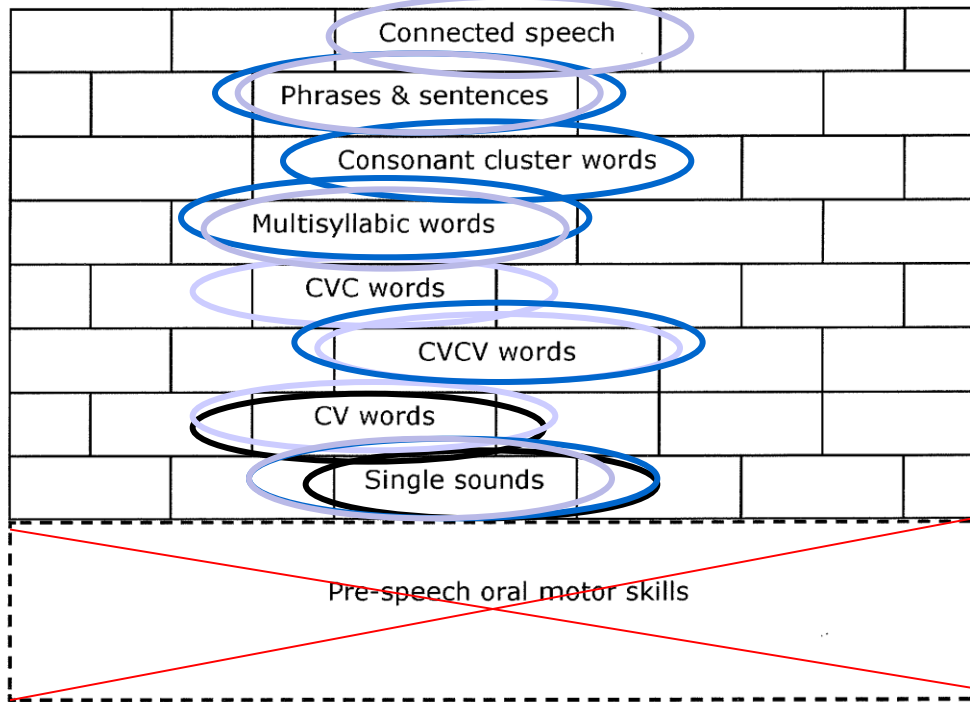 Connected speech
Phrases & sentences
Consonant cluster words
Multisyllabic words
CVC words
CVCV words
CV words
Single sounds
Pre-speech oral motor skills